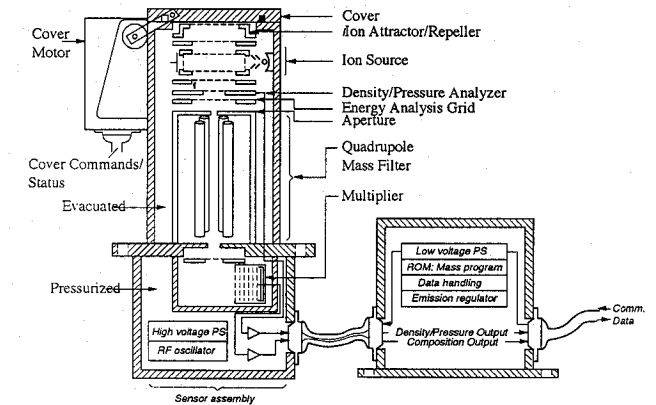 Cover
Ion Attractor/Repeller
Cover
Motor
Ion Source
Density/Pressure Analyzer
Energy Analysis Grid
Aperture
Quadrupole
Mass Filter
Cover Commands/
Status
Multiplier
Evacuated
Low voltage PS
ROM: Mass program
Data handling
Emission regulator
Pressurized
Comm.
Data
High voltage PS
RF oscillator
Density/Pressure Output
Composition Output
Sensor assembly